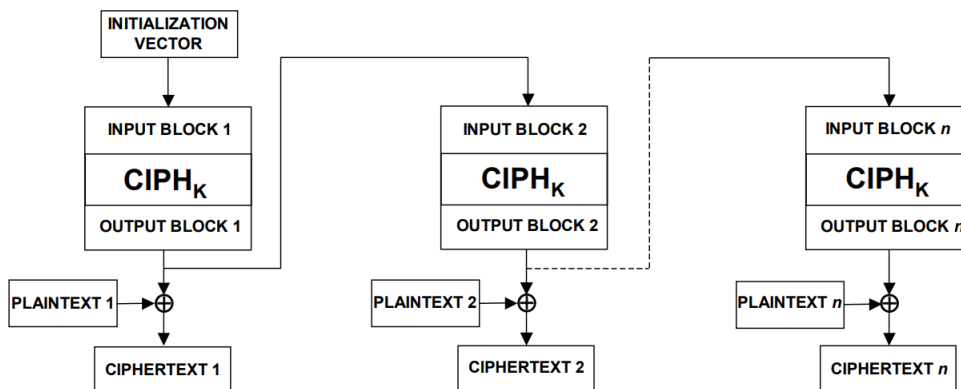 INITIALIZATION
VECTOR
INPUT BLOCK 1
INPUT BLOCK 2
INPUT BLOCK n
CIPHK
CIPHK
CIPHK
OUTPUT BLOCK 1
OUTPUT BLOCK 2
OUTPUT BLOCK n
PLAINTEXT 1
PLAINTEXT 2
PLAINTEXT n
CIPHERTEXT 1
CIPHERTEXT 2
CIPHERTEXT n